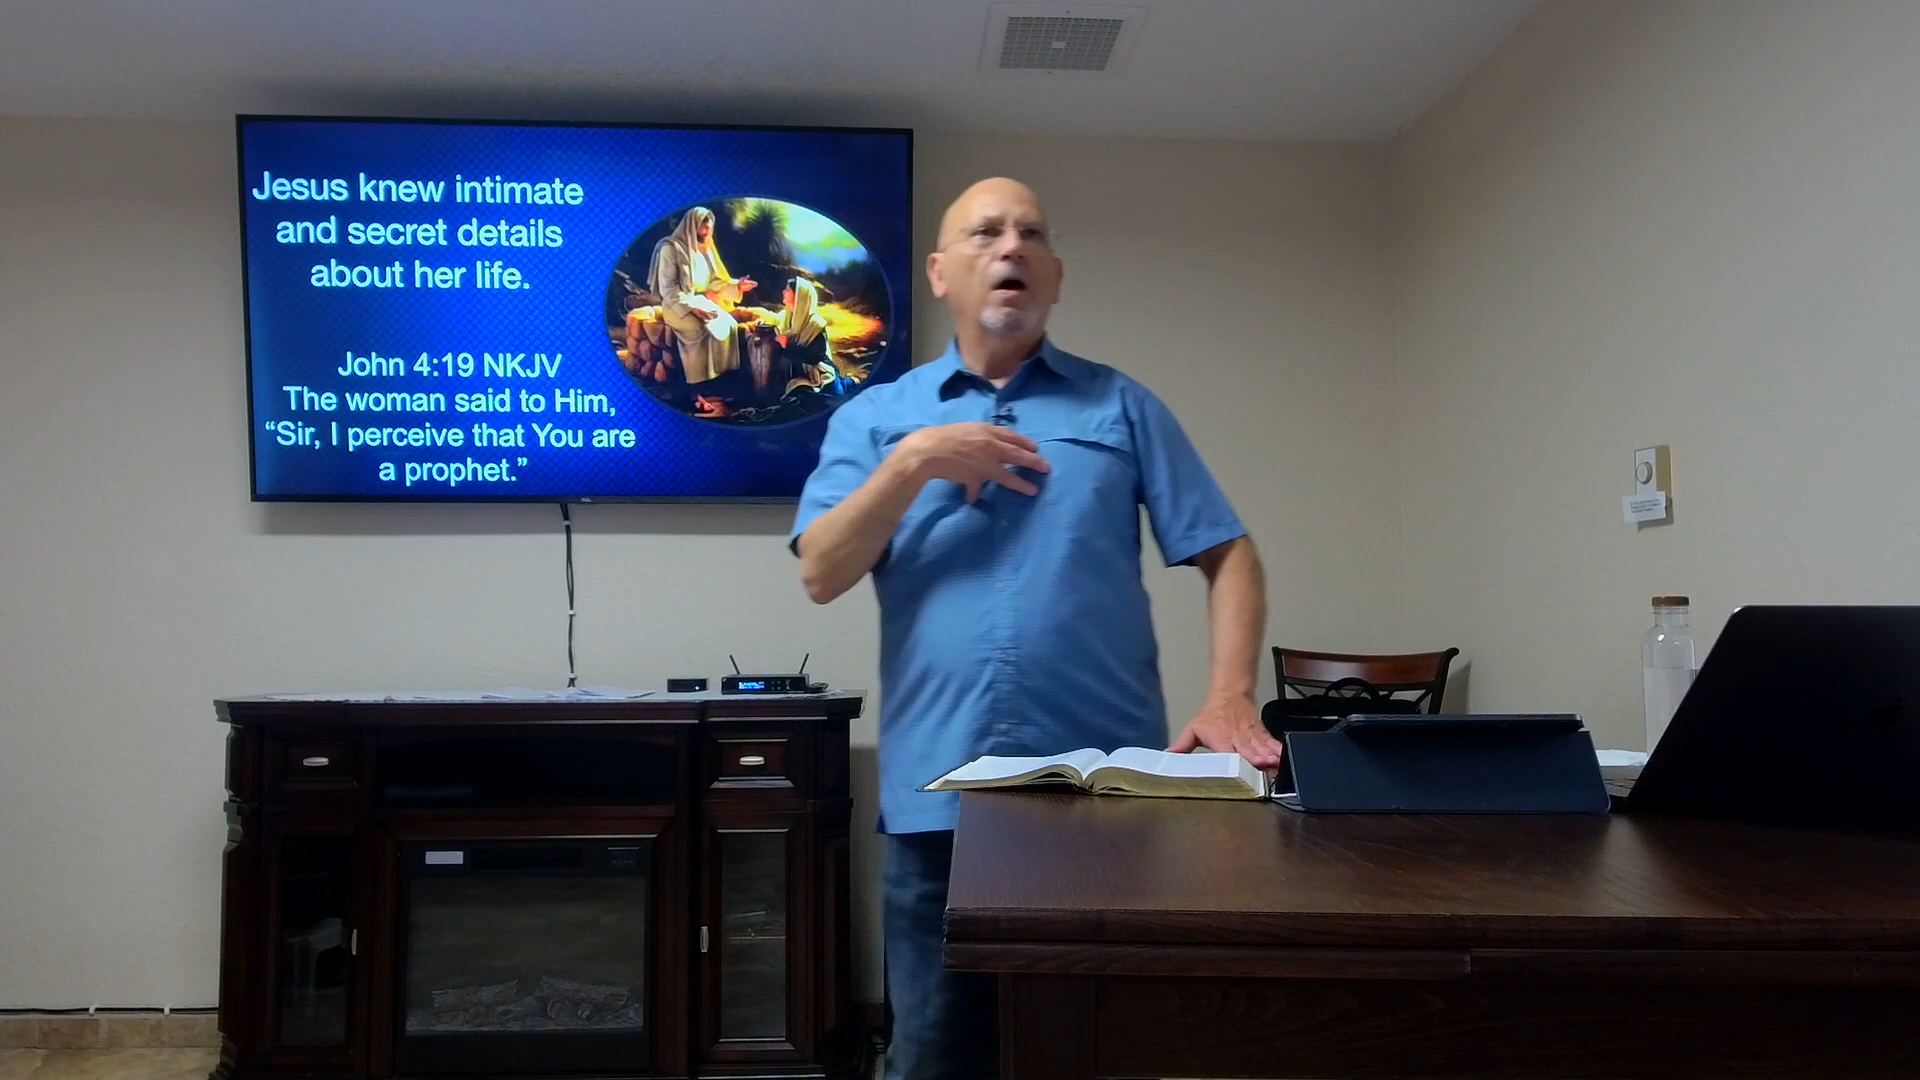 Jesus knew intimate
and secret details
about her life.
John 4:19 NKJV
The woman said to Him,
“Sir, I perceive that You are
a prophet.”